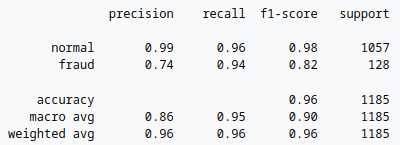 precision recall f1-score support
normal 0.99 0.96 0.98 1057
fraud 0.74 0.94 0.82 128
accuracy 0.96 1185
macro avg 0.86 0.95 0.90 1185
weighted avg 0.96 0.96 0.96 1185